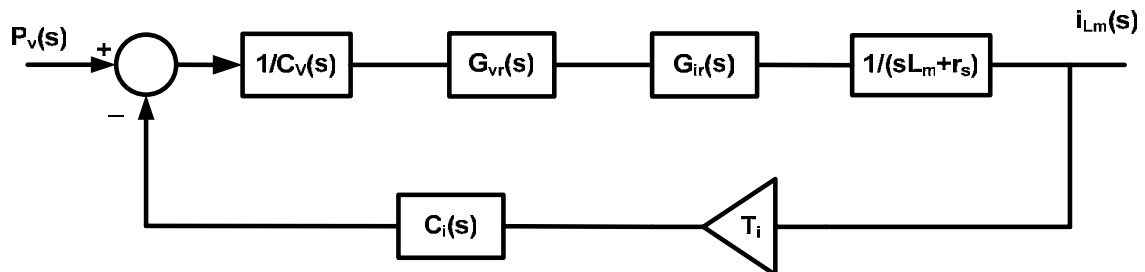 P_v(s)
+
−
1/C_V(s)
G_vr(s)
G_ir(s)
1/(sL_m+r_s)
i_Lm(s)
C_i(s)
T_i